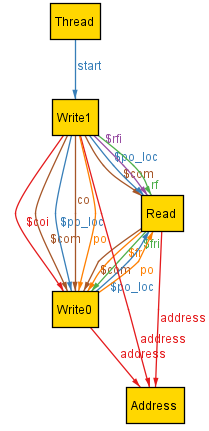 Thread
start
Write1
$rfi
$po_loc
rf
$com
co
Read
$coi
$po_loc
$com
po
$fri
$fr
$com
po
$po_loc
Write0
address
address
address
Address